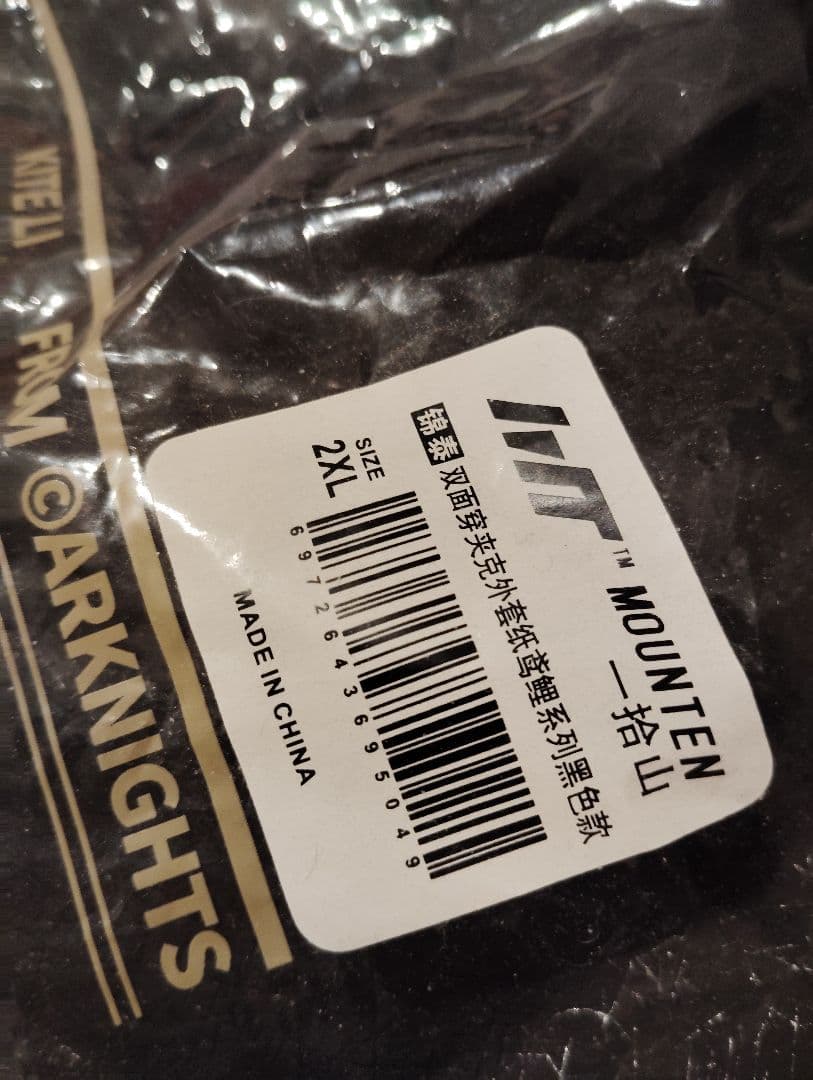 MT™ MOUNTEN
一拾山
锦泰 双面穿夹克外套纸鸢鲤系列黑色款
SIZE
2XL
6972643695049
MADE IN CHINA
KITE LI
FROM ©ARKNIGHTS